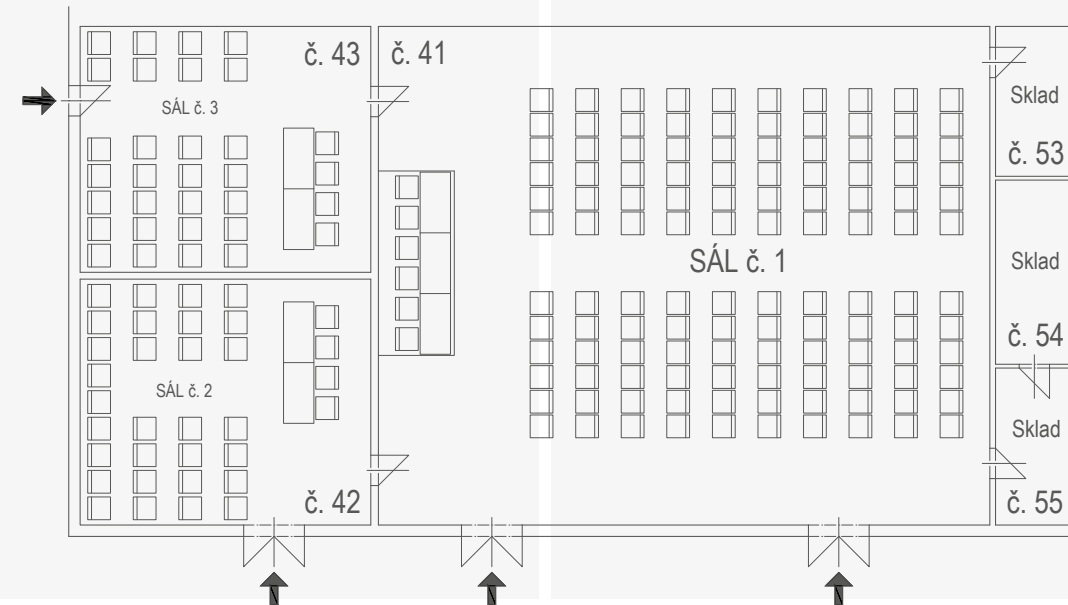 č. 43
č. 41
SÁL č. 3
Sklad
č. 53
SÁL č. 1
Sklad
č. 54
SÁL č. 2
Sklad
č. 42
č. 55